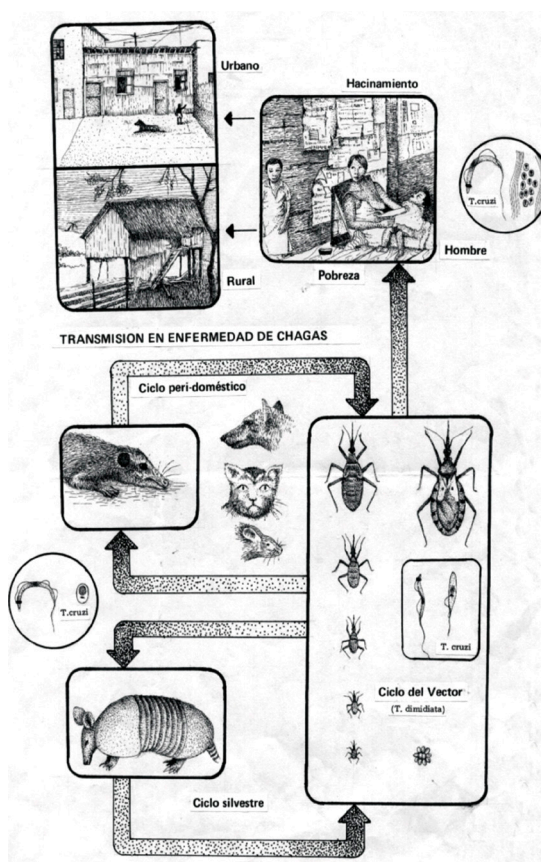 Urbano
Hacinamiento
T.cruzi
Hombre
Rural
Pobreza
TRANSMISION EN ENFERMEDAD DE CHAGAS
Ciclo peri-doméstico
T.cruzi
T. cruzi
Ciclo del Vector
(T. dimidiata)
Ciclo silvestre